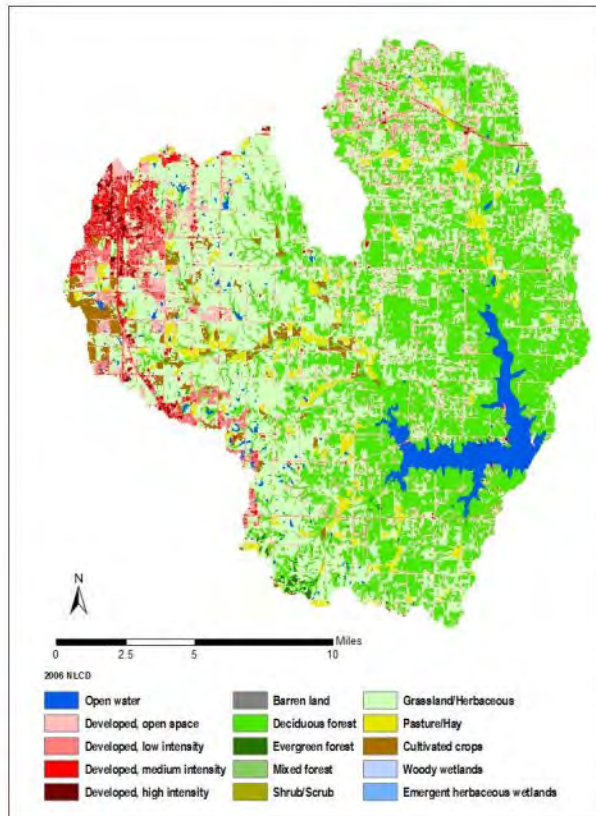 N
Miles
0 2.5 5 10
2006 NLCD
Open water
Developed, open space
Developed, low intensity
Developed, medium intensity
Developed, high intensity
Barren land
Deciduous forest
Evergreen forest
Mixed forest
Shrub/Scrub
Grassland/Herbaceous
Pasture/Hay
Cultivated crops
Woody wetlands
Emergent herbaceous wetlands